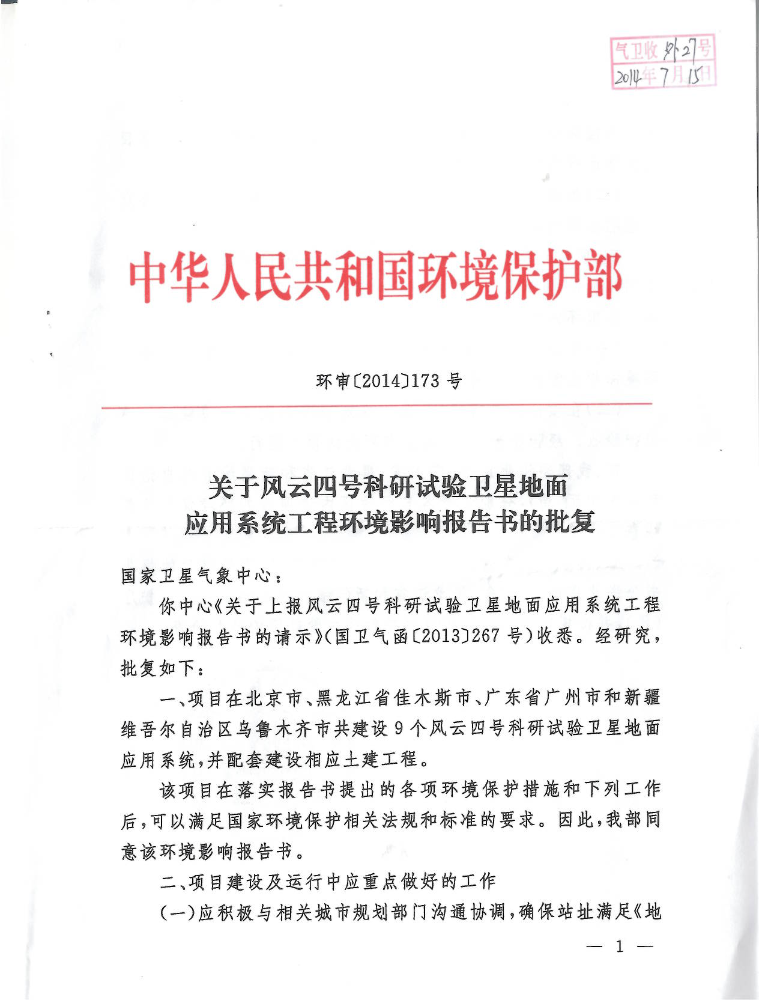 气卫收外27号
2014年7月15日
中华人民共和国环境保护部
环审〔2014〕173号
关于风云四号科研试验卫星地面
应用系统工程环境影响报告书的批复
国家卫星气象中心：
你中心《关于上报风云四号科研试验卫星地面应用系统工程
环境影响报告书的请示》（国卫气函〔2013〕267号）收悉。经研究，
批复如下：
一、项目在北京市、黑龙江省佳木斯市、广东省广州市和新疆
维吾尔自治区乌鲁木齐市共建设9个风云四号科研试验卫星地面
应用系统，并配套建设相应土建工程。
该项目在落实报告书提出的各项环境保护措施和下列工作
后，可以满足国家环境保护相关法规和标准的要求。因此，我部同
意该环境影响报告书。
二、项目建设及运行中应重点做好的工作
（一）应积极与相关城市规划部门沟通协调，确保站址满足《地
— 1 —